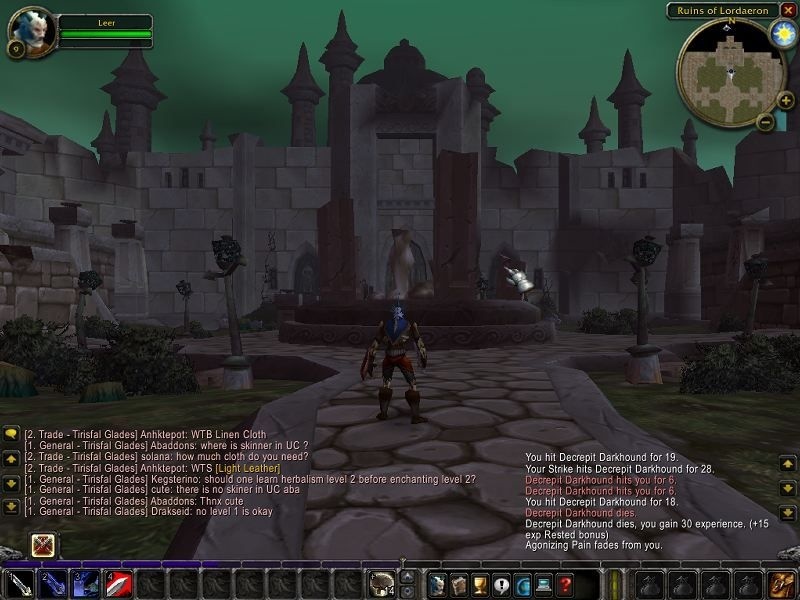 Leer
9
Ruins of Lordaeron
N
[2. Trade - Tirisfal Glades] Anhktepot: WTB Linen Cloth
[1. General - Tirisfal Glades] Abaddons: where is skinner in UC ?
[2. Trade - Tirisfal Glades] solana: how much cloth do you need?
[2. Trade - Tirisfal Glades] Anhktepot: WTS [Light Leather]
[1. General - Tirisfal Glades] Kegsterino: should one learn herbalism level 2 before enchanting level 2?
[1. General - Tirisfal Glades] cute: there is no skiner in UC aba
[1. General - Tirisfal Glades] Abaddons: Thnx cute
[1. General - Tirisfal Glades] Drakseid: no level 1 is okay
You hit Decrepit Darkhound for 19.
Your Strike hits Decrepit Darkhound for 28.
Decrepit Darkhound hits you for 6.
Decrepit Darkhound hits you for 6.
You hit Decrepit Darkhound for 18.
Decrepit Darkhound dies.
Decrepit Darkhound dies, you gain 30 experience. (+15
exp Rested bonus)
Agonizing Pain fades from you.
1 2 3 4